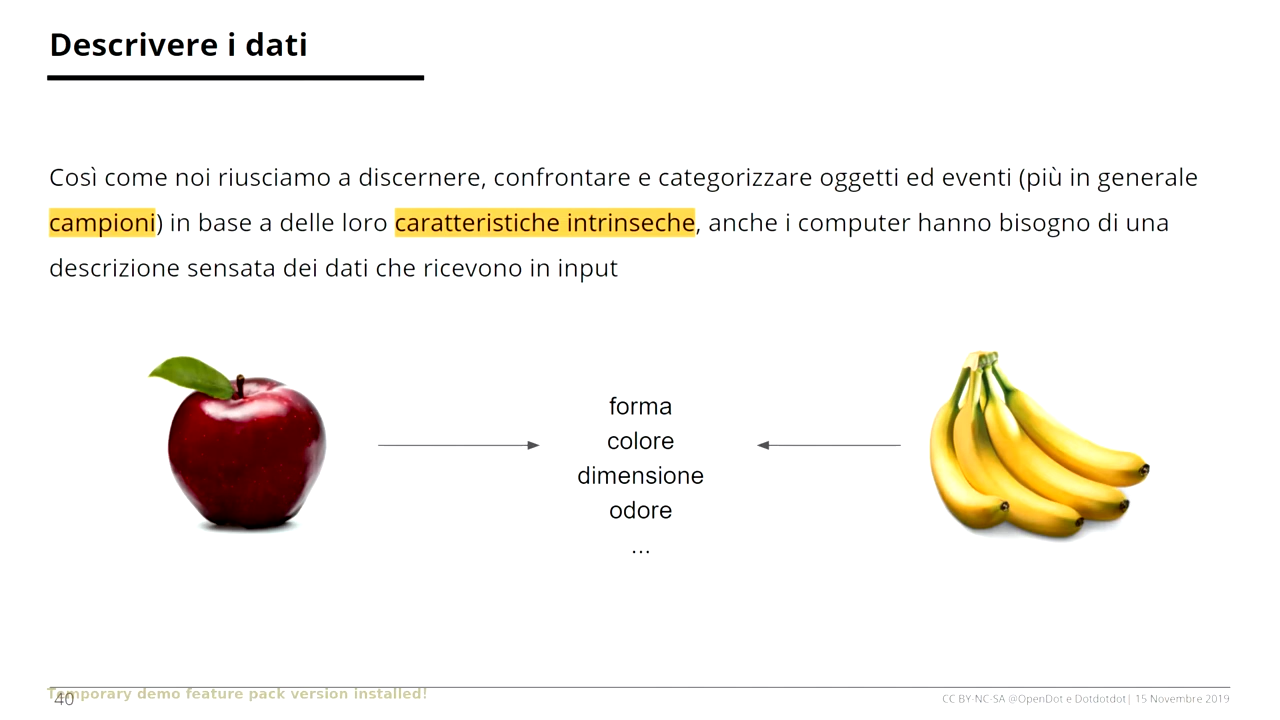 Descrivere i dati
Così come noi riusciamo a discernere, confrontare e categorizzare oggetti ed eventi (più in generale
campioni) in base a delle loro caratteristiche intrinseche, anche i computer hanno bisogno di una
descrizione sensata dei dati che ricevono in input
forma
colore
dimensione
odore
...
Temporary demo feature pack version installed!
40
CC BY-NC-SA @OpenDot e Dotdotdot| 15 Novembre 2019